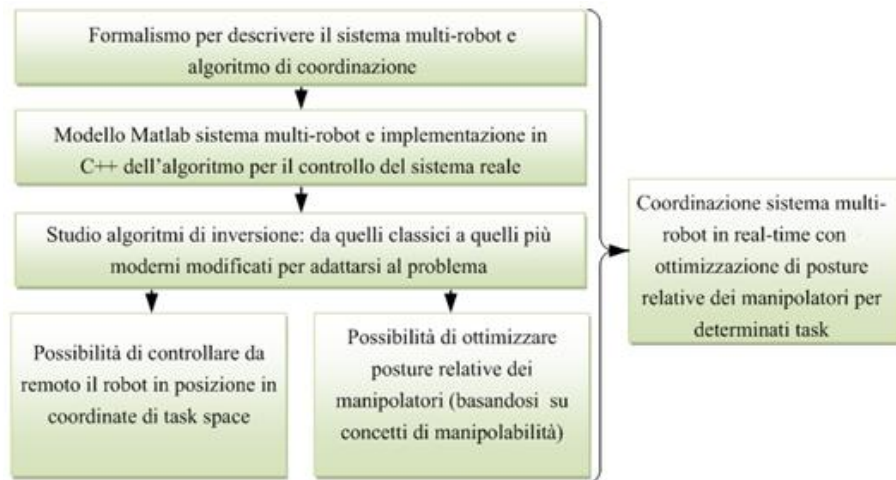 Formalismo per descrivere il sistema multi-robot e
algoritmo di coordinazione
Modello Matlab sistema multi-robot e implementazione in
C++ dell'algoritmo per il controllo del sistema reale
Studio algoritmi di inversione: da quelli classici a quelli più
moderni modificati per adattarsi al problema
Possibilità di controllare da
remoto il robot in posizione in
coordinate di task space
Possibilità di ottimizzare
posture relative dei
manipolatori (basandosi su
concetti di manipolabilità)
Coordinazione sistema multi-
robot in real-time con
ottimizzazione di posture
relative dei manipolatori per
determinati task